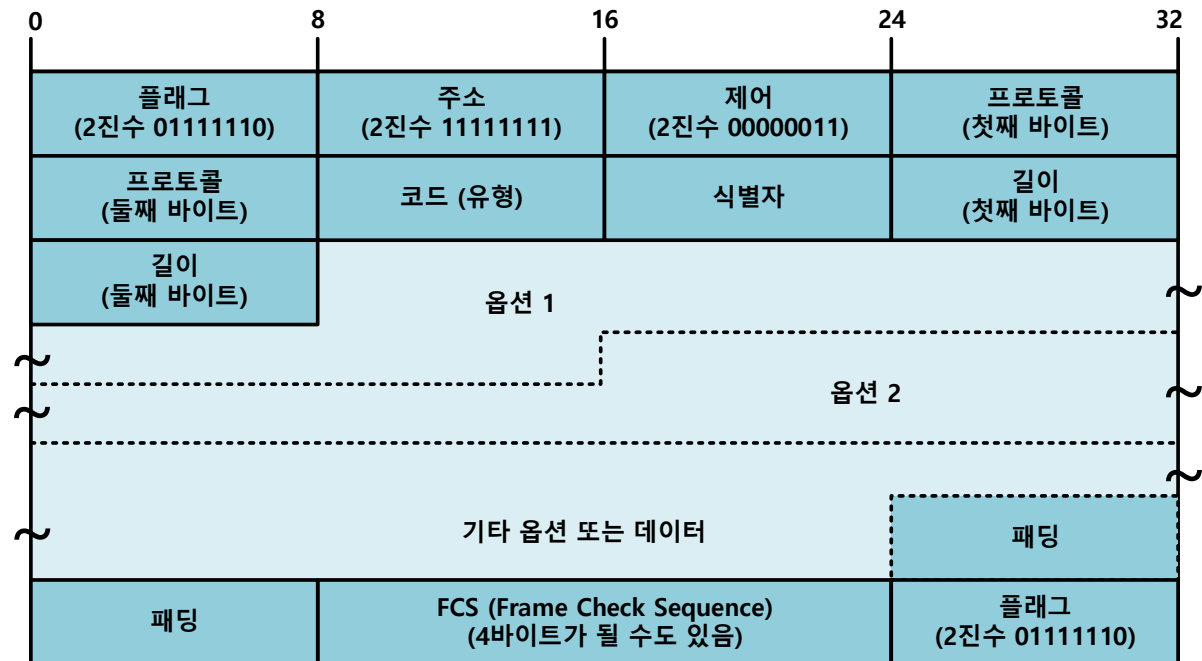 0 8 16 24 32
플래그 주소 제어 프로토콜
(2진수 01111110) (2진수 11111111) (2진수 00000011) (첫째 바이트)
프로토콜 코드 (유형) 식별자 길이
(둘째 바이트) (첫째 바이트)
길이
(둘째 바이트)
옵션 1
옵션 2
기타 옵션 또는 데이터
패딩
패딩
FCS (Frame Check Sequence)
(4바이트가 될 수도 있음)
플래그
(2진수 01111110)